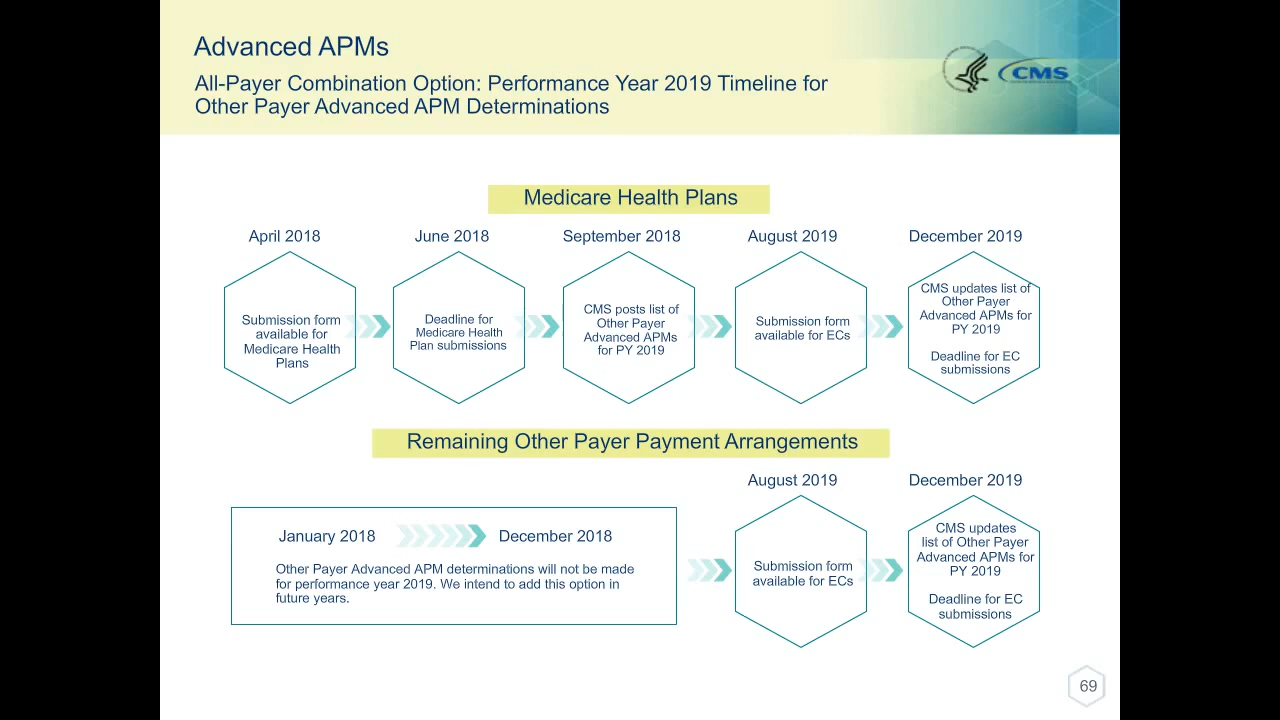 Advanced APMs
All-Payer Combination Option: Performance Year 2019 Timeline for
Other Payer Advanced APM Determinations
CMS
Medicare Health Plans
April 2018
June 2018
September 2018
August 2019
December 2019
Submission form
available for
Medicare Health
Plans
Deadline for
Medicare Health
Plan submissions
CMS posts list of
Other Payer
Advanced APMs
for PY 2019
Submission form
available for ECs
CMS updates list of
Other Payer
Advanced APMs for
PY 2019
Deadline for EC
submissions
Remaining Other Payer Payment Arrangements
January 2018
December 2018
Other Payer Advanced APM determinations will not be made
for performance year 2019. We intend to add this option in
future years.
August 2019
December 2019
Submission form
available for ECs
CMS updates
list of Other Payer
Advanced APMs for
PY 2019
Deadline for EC
submissions
69